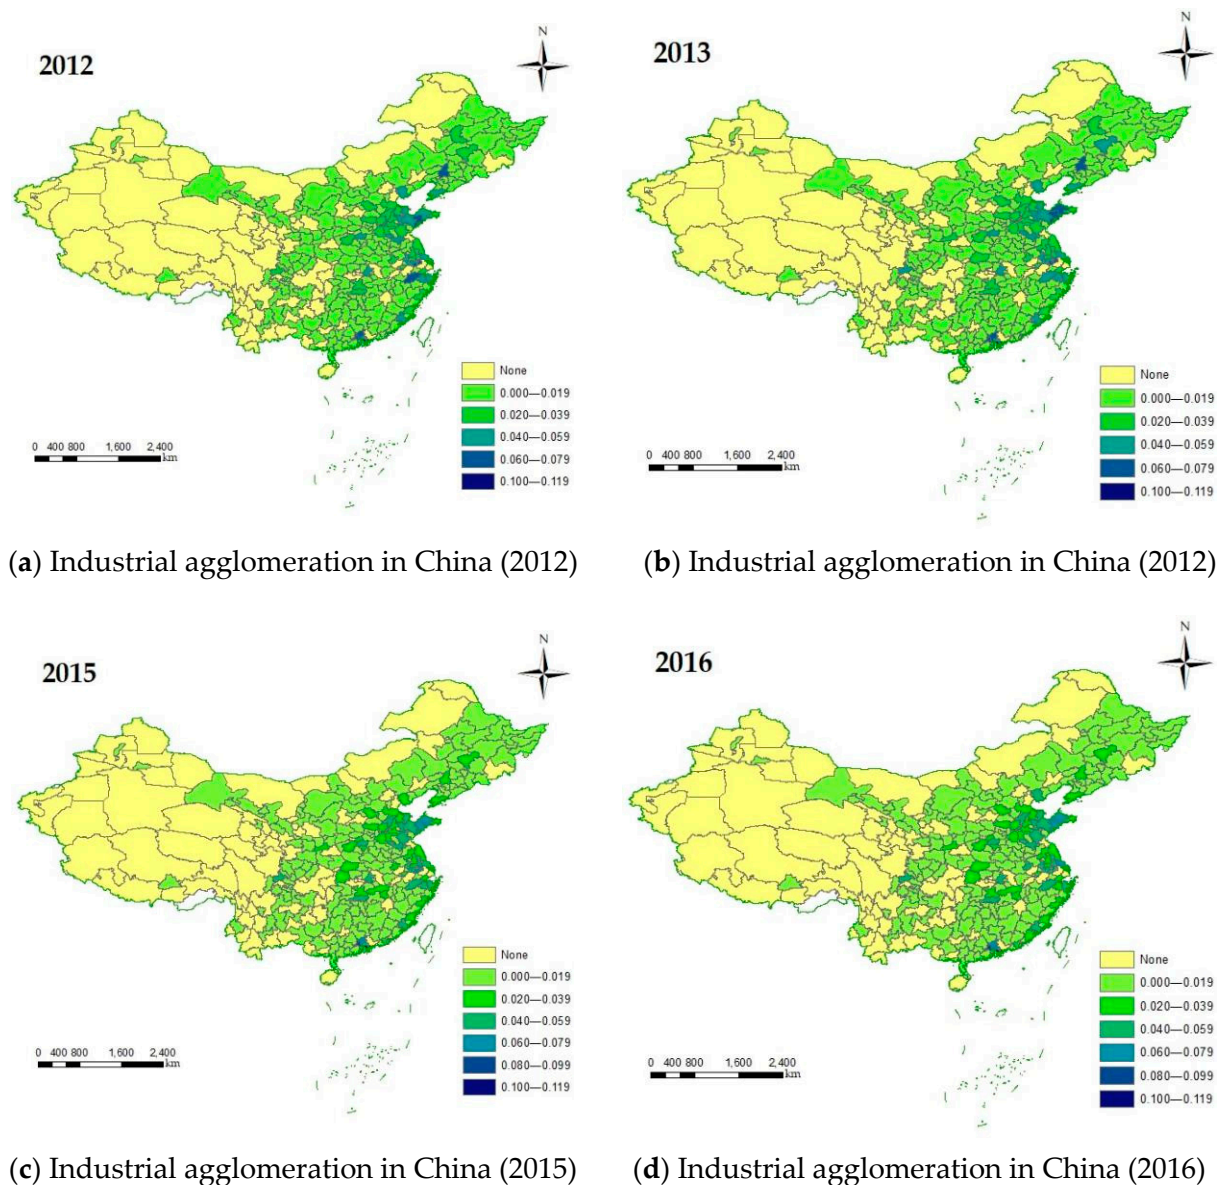 N
2012
None
0.000—0.019
0.020—0.039
0.040—0.059
0.060—0.079
0.100—0.119
0 400 800 1,600 2,400
km
(a) Industrial agglomeration in China (2012)
N
2013
None
0.000—0.019
0.020—0.039
0.040—0.059
0.060—0.079
0.100—0.119
0 400 800 1,600 2,400
km
(b) Industrial agglomeration in China (2012)
N
2015
None
0.000—0.019
0.020—0.039
0.040—0.059
0.060—0.079
0.080—0.099
0.100—0.119
0 400 800 1,600 2,400
km
(c) Industrial agglomeration in China (2015)
N
2016
None
0.000—0.019
0.020—0.039
0.040—0.059
0.060—0.079
0.080—0.099
0.100—0.119
0 400 800 1,600 2,400
km
(d) Industrial agglomeration in China (2016)